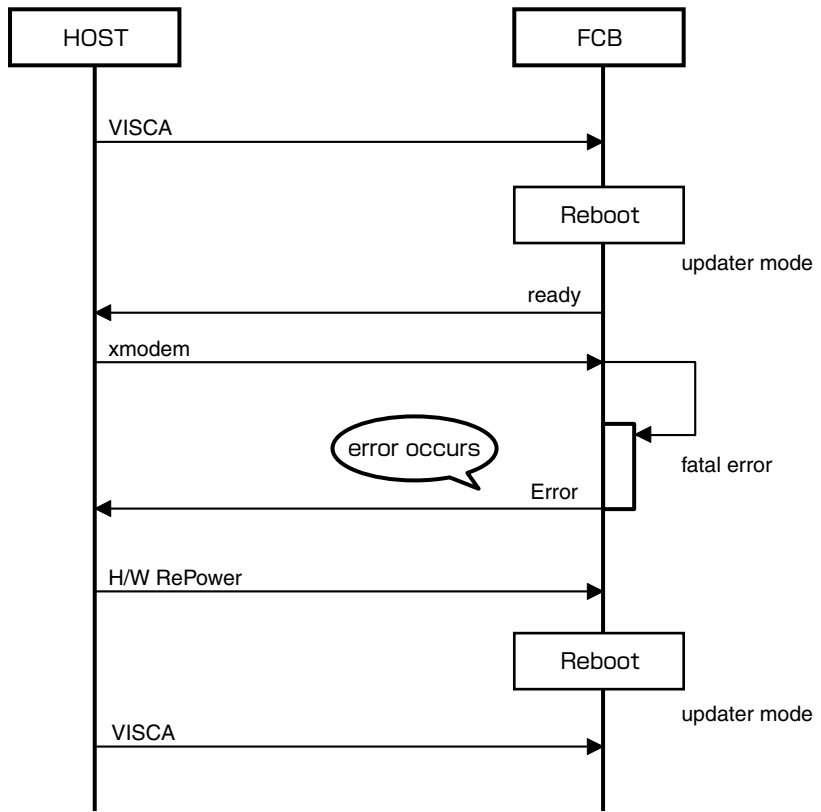 HOST
FCB
VISCA
Reboot
updater mode
ready
xmodem
error occurs
fatal error
Error
H/W RePower
Reboot
updater mode
VISCA